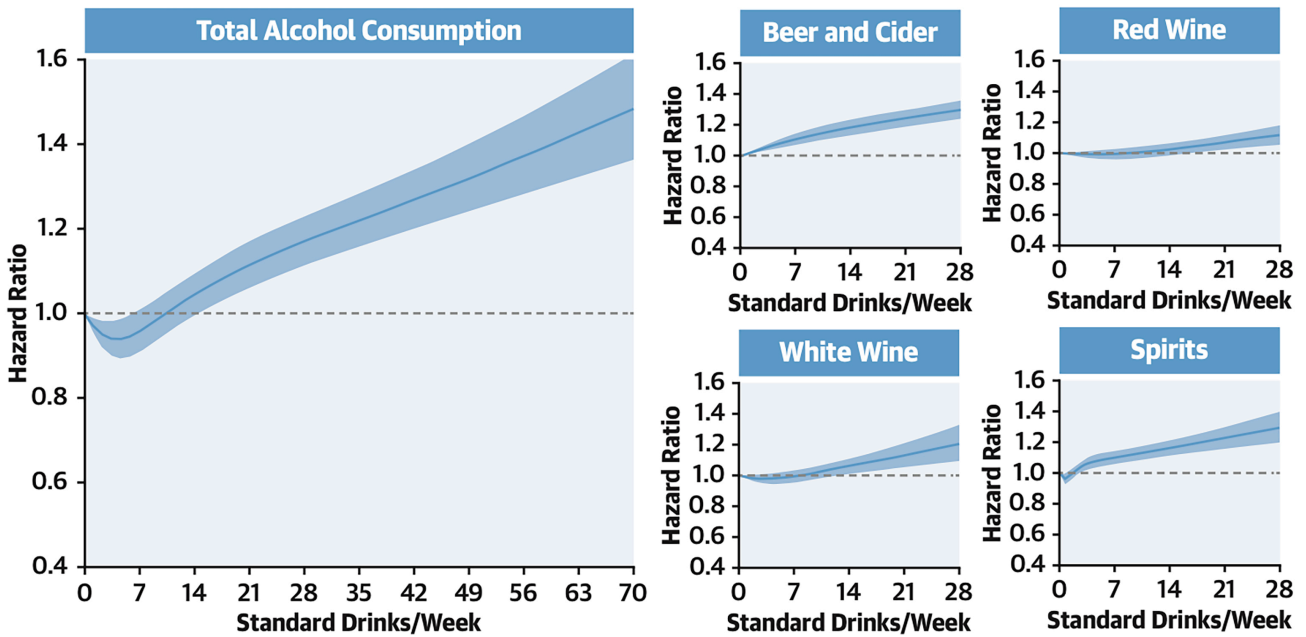 Total Alcohol Consumption
1.6
1.4
1.2
1.0
0.8
0.6
0.4
Hazard Ratio
0 7 14 21 28 35 42 49 56 63 70
Standard Drinks/Week
Beer and Cider
1.6
1.4
1.2
1.0
0.8
0.6
0.4
Hazard Ratio
0 7 14 21 28
Standard Drinks/Week
Red Wine
1.6
1.4
1.2
1.0
0.8
0.6
0.4
Hazard Ratio
0 7 14 21 28
Standard Drinks/Week
White Wine
1.6
1.4
1.2
1.0
0.8
0.6
0.4
Hazard Ratio
0 7 14 21 28
Standard Drinks/Week
Spirits
1.6
1.4
1.2
1.0
0.8
0.6
0.4
Hazard Ratio
0 7 14 21 28
Standard Drinks/Week